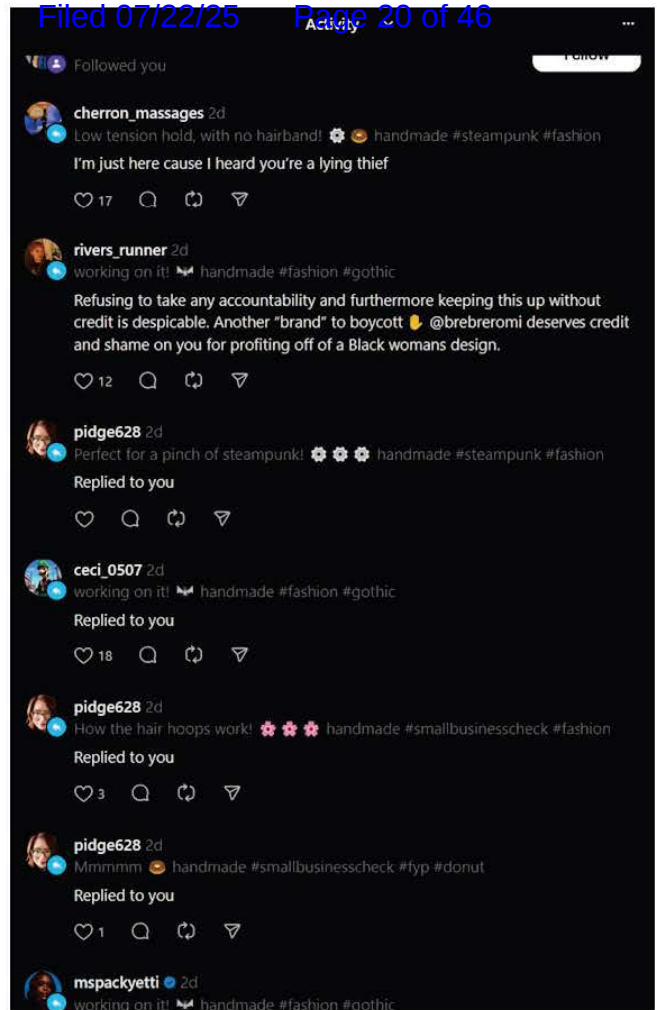 Filed 07/22/25 Page 20 of 46
Activity
Followed you
Follow
cherron_massages 2d
Low tension hold, with no hairband! ⚙️ 🍩 handmade #steampunk #fashion
I'm just here cause I heard you're a lying thief
17
rivers_runner 2d
working on it! 🦇 handmade #fashion #gothic
Refusing to take any accountability and furthermore keeping this up without
credit is despicable. Another "brand" to boycott ✋ @brebreromi deserves credit
and shame on you for profiting off of a Black womans design.
12
pidge628 2d
Perfect for a pinch of steampunk! ⚙️ ⚙️ ⚙️ handmade #steampunk #fashion
Replied to you
ceci_0507 2d
working on it! 🦇 handmade #fashion #gothic
Replied to you
18
pidge628 2d
How the hair hoops work! 🌸 🌸 🌸 handmade #smallbusinesscheck #fashion
Replied to you
3
pidge628 2d
Mmmmm 🍩 handmade #smallbusinesscheck #fyp #donut
Replied to you
1
mspackyetti 2d
working on it! 🦇 handmade #fashion #gothic